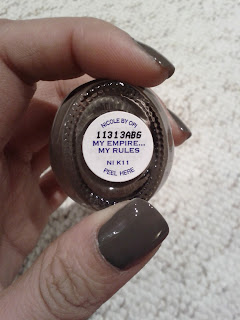 NICOLE BY OPI
11313AB6
MY EMPIRE...
MY RULES
NI K11
PEEL HERE